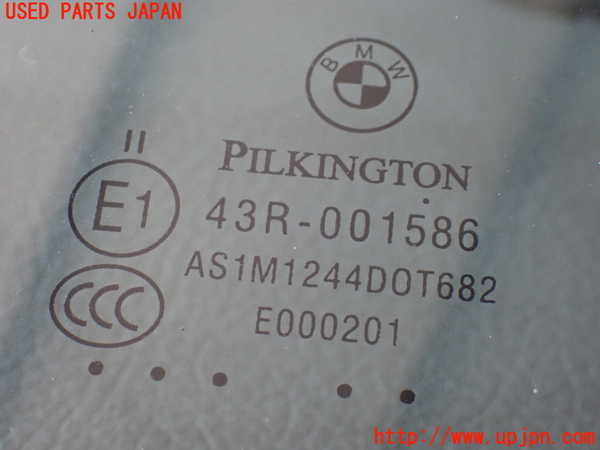 USED PARTS JAPAN
BMW
PILKINGTON
II
E1
43R-001586
AS1M1244DOT682
CCC
E000201
http://www.upjpn.com/